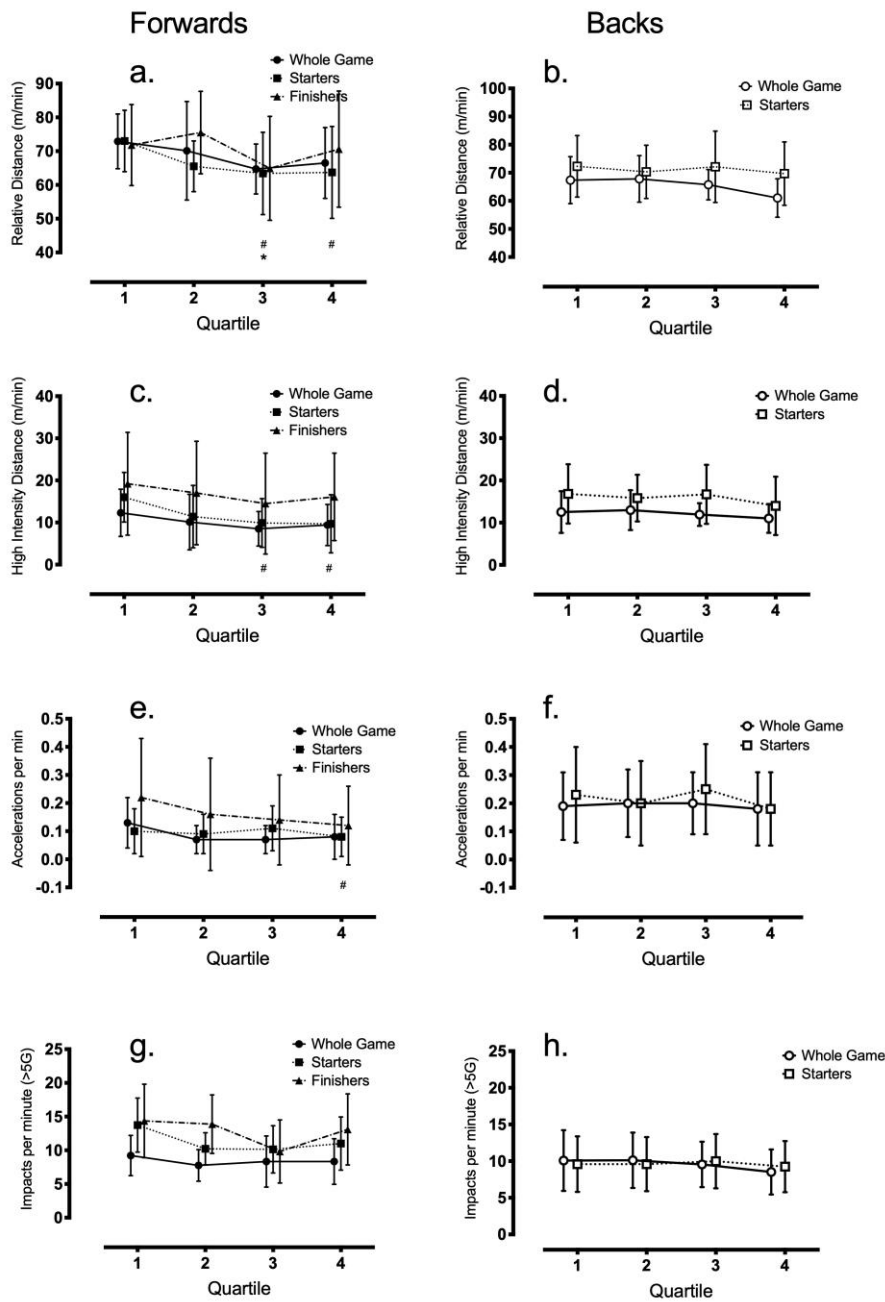 Forwards
Backs
a.
Whole Game
Starters
Finishers
Relative Distance (m/min)
90
80
70
60
50
40
#
*
#
1 2 3 4
Quartile
b.
Whole Game
Starters
Relative Distance (m/min)
100
90
80
70
60
50
40
1 2 3 4
Quartile
c.
Whole Game
Starters
Finishers
High Intensity Distance (m/min)
40
30
20
10
0
# #
1 2 3 4
Quartile
d.
Whole Game
Starters
High Intensity Distance (m/min)
40
30
20
10
0
1 2 3 4
Quartile
e.
Whole Game
Starters
Finishers
Accelerations per min
0.5
0.4
0.3
0.2
0.1
0.0
-0.1
#
1 2 3 4
Quartile
f.
Whole Game
Starters
Accelerations per min
0.5
0.4
0.3
0.2
0.1
0.0
-0.1
1 2 3 4
Quartile
g.
Whole Game
Starters
Finishers
Impacts per minute (>5G)
25
20
15
10
5
0
1 2 3 4
Quartile
h.
Whole Game
Starters
Impacts per minute (>5G)
25
20
15
10
5
0
1 2 3 4
Quartile